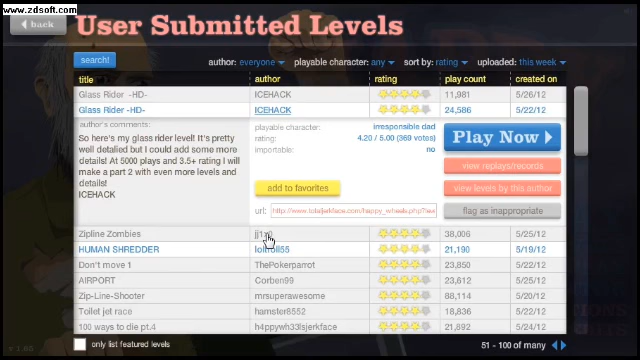 www.zdsoft.com
back
User Submitted Levels
search!
author: everyone playable character: any sort by: rating uploaded: this week
title author rating play count created on
Glass Rider -HD- ICEHACK 11,981 5/26/12
Glass Rider -HD- ICEHACK 24,586 5/22/12
author's comments:
So here's my glass rider level! It's pretty
well detailed but I could add some more
details! At 5000 plays and 3.5+ rating I will
make a part 2 with even more levels and
details!
ICEHACK
playable character: irresponsible dad
rating: 4.20 / 5.00 (369 votes)
importable: no
add to favorites
url: http://www.totaljerkface.com/happy_wheels.php?lev
Play Now
view replays/records
view levels by this author
flag as inappropriate
Zipline Zombies 38,006 5/25/12
HUMAN SHREDDER 21,190 5/19/12
Don't move 1 ThePokerparrot 23,850 5/22/12
AIRPORT Corben99 23,612 5/25/12
Zip-Line-Shooter mrsuperawesome 88,114 5/20/12
Toilet jet race hamster8552 18,836 5/22/12
100 ways to die pt.4 h4ppywh33lsjerkface 21,692 5/24/12
only list featured levels
51 - 100 of many